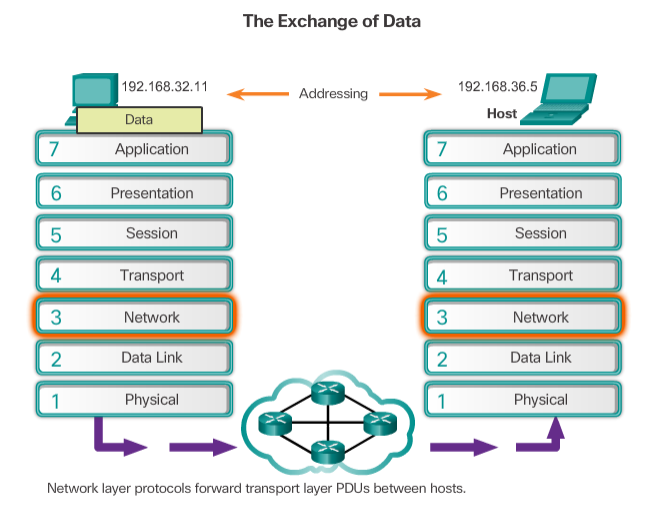 The Exchange of Data
192.168.32.11
Addressing
192.168.36.5
Host
Data
7 Application
6 Presentation
5 Session
4 Transport
3 Network
2 Data Link
1 Physical
7 Application
6 Presentation
5 Session
4 Transport
3 Network
2 Data Link
1 Physical
Network layer protocols forward transport layer PDUs between hosts.